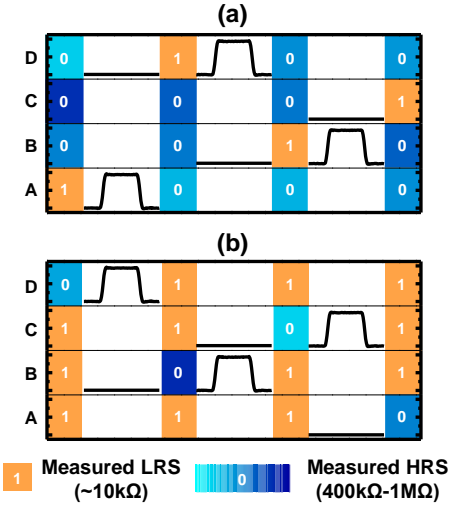 (a)
D 0 1 0 0
C 0 0 0 1
B 0 0 1 0
A 1 0 0 0
(b)
D 0 1 1 1
C 1 1 0 1
B 1 0 1 1
A 1 1 1 0
1 Measured LRS 0 Measured HRS
(~10kΩ) (400kΩ-1MΩ)